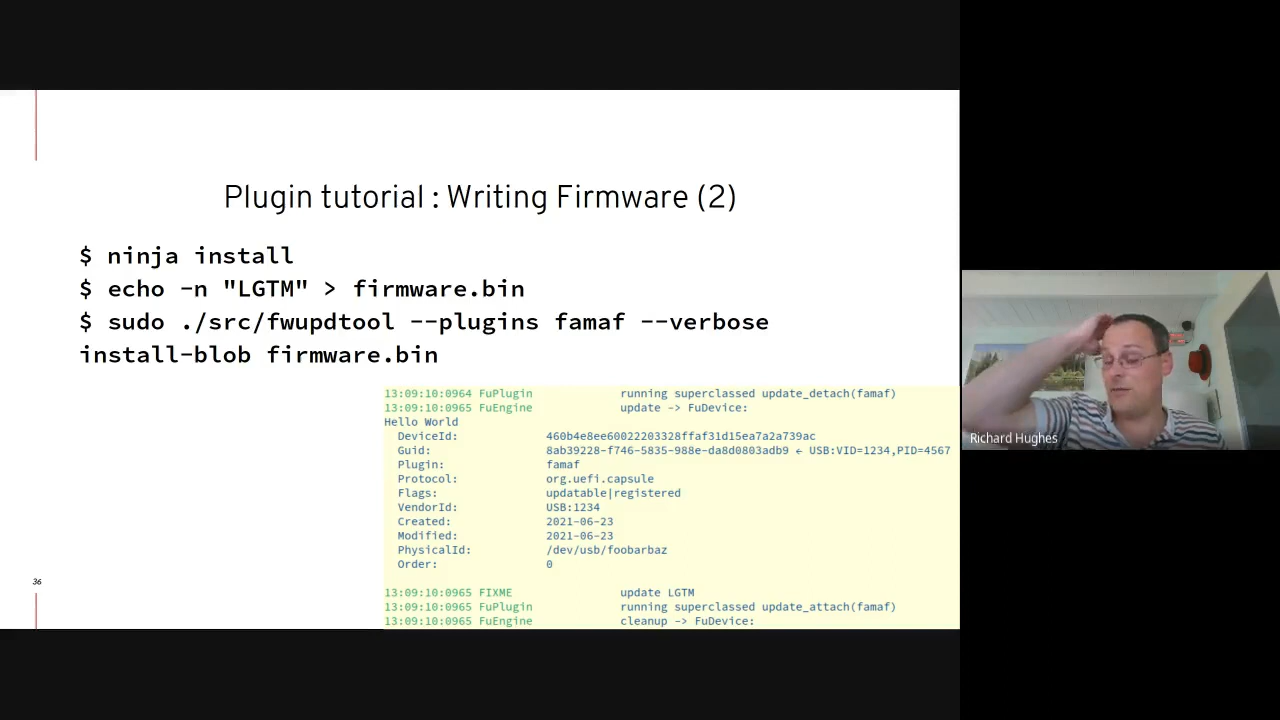 Plugin tutorial : Writing Firmware (2)
$ ninja install
$ echo -n "LGTM" > firmware.bin
$ sudo ./src/fwupdtool --plugins famaf --verbose
install-blob firmware.bin
13:09:10:0964 FuPlugin running superclassed update_detach(famaf)
13:09:10:0965 FuEngine update -> FuDevice:
Hello World
DeviceId: 460b4e8ee60022203328ffaf31d15ea7a2a739ac
Guid: 8ab39228-f746-5835-988e-da8d0803adb9 ← USB:VID=1234,PID=4567
Plugin: famaf
Protocol: org.uefi.capsule
Flags: updatable|registered
VendorId: USB:1234
Created: 2021-06-23
Modified: 2021-06-23
PhysicalId: /dev/usb/foobarbaz
Order: 0
13:09:10:0965 FIXME update LGTM
13:09:10:0965 FuPlugin running superclassed update_attach(famaf)
13:09:10:0965 FuEngine cleanup -> FuDevice:
36
Richard Hughes